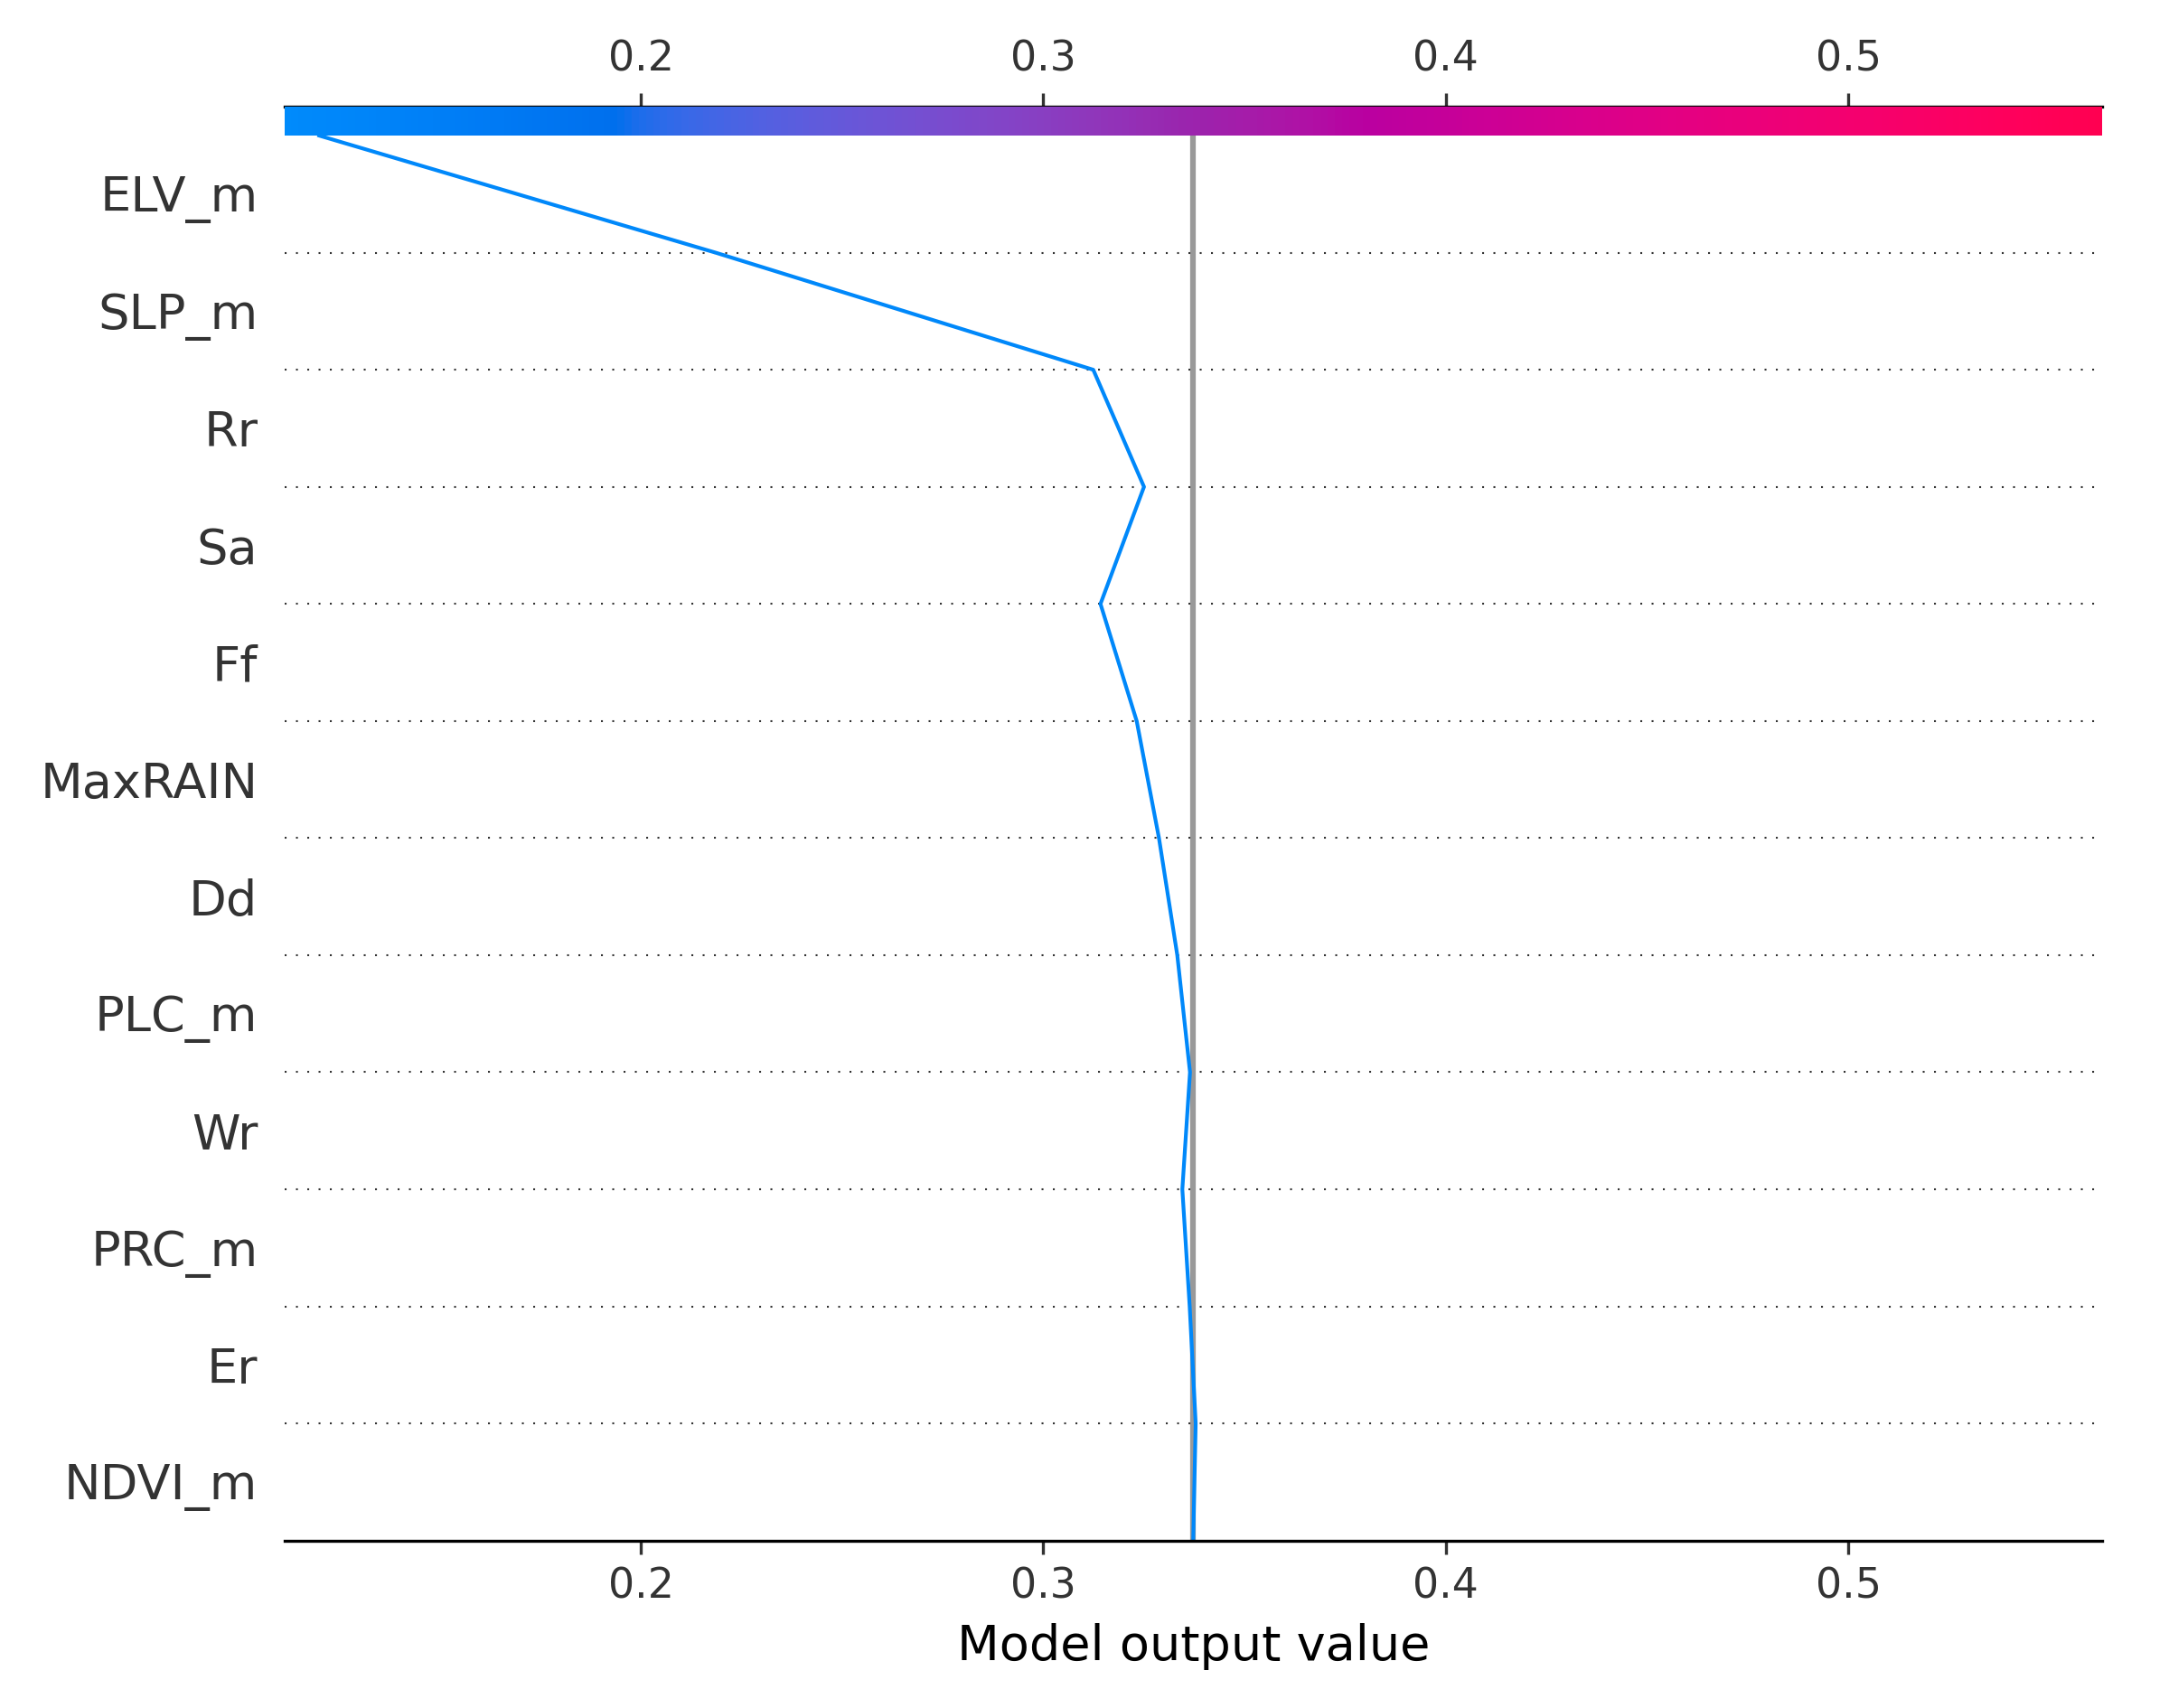 0.2 0.3 0.4 0.5
ELV_m
SLP_m
Rr
Sa
Ff
MaxRAIN
Dd
PLC_m
Wr
PRC_m
Er
NDVI_m
0.2 0.3 0.4 0.5
Model output value